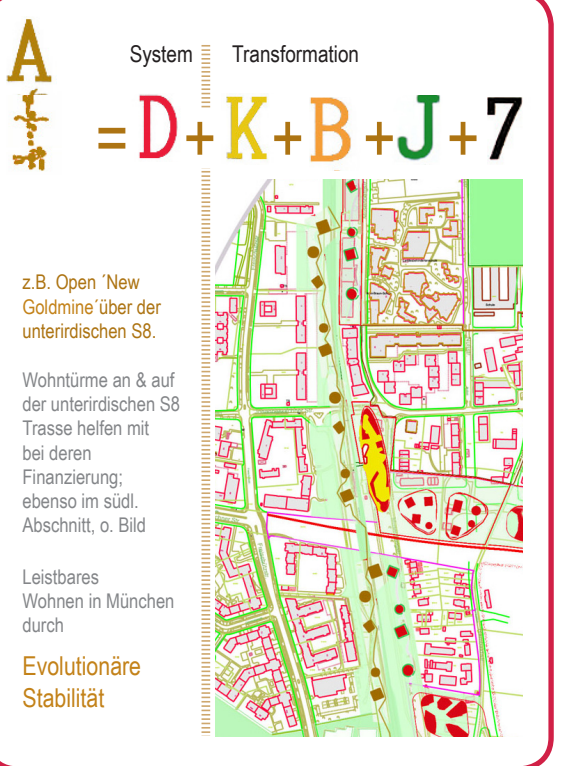 A
System Transformation
=D+K+B+J+7
z.B. Open ´New
Goldmine´über der
unterirdischen S8.
Wohntürme an & auf
der unterirdischen S8
Trasse helfen mit
bei deren
Finanzierung;
ebenso im südl.
Abschnitt, o. Bild
Leistbares
Wohnen in München
durch
Evolutionäre
Stabilität